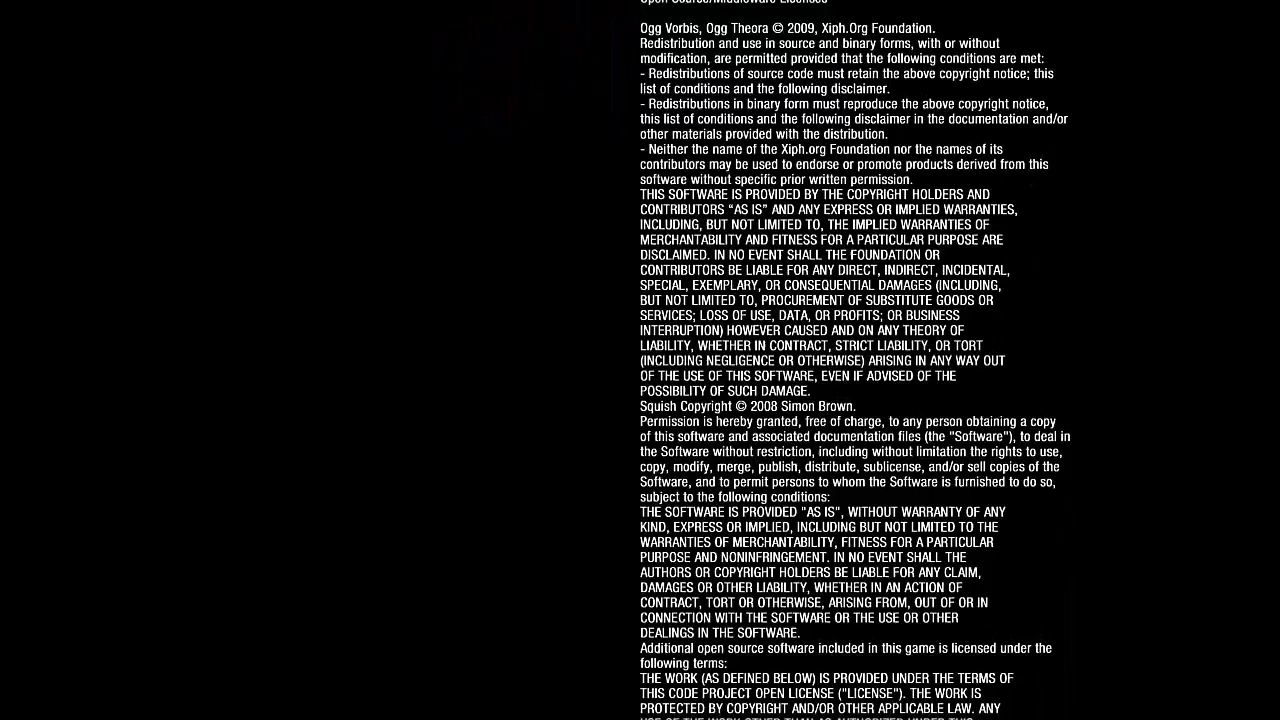 Open Source/Middleware Licenses
Ogg Vorbis, Ogg Theora © 2009, Xiph.Org Foundation.
Redistribution and use in source and binary forms, with or without
modification, are permitted provided that the following conditions are met:
- Redistributions of source code must retain the above copyright notice; this
list of conditions and the following disclaimer.
- Redistributions in binary form must reproduce the above copyright notice,
this list of conditions and the following disclaimer in the documentation and/or
other materials provided with the distribution.
- Neither the name of the Xiph.org Foundation nor the names of its
contributors may be used to endorse or promote products derived from this
software without specific prior written permission.
THIS SOFTWARE IS PROVIDED BY THE COPYRIGHT HOLDERS AND
CONTRIBUTORS “AS IS” AND ANY EXPRESS OR IMPLIED WARRANTIES,
INCLUDING, BUT NOT LIMITED TO, THE IMPLIED WARRANTIES OF
MERCHANTABILITY AND FITNESS FOR A PARTICULAR PURPOSE ARE
DISCLAIMED. IN NO EVENT SHALL THE FOUNDATION OR
CONTRIBUTORS BE LIABLE FOR ANY DIRECT, INDIRECT, INCIDENTAL,
SPECIAL, EXEMPLARY, OR CONSEQUENTIAL DAMAGES (INCLUDING,
BUT NOT LIMITED TO, PROCUREMENT OF SUBSTITUTE GOODS OR
SERVICES; LOSS OF USE, DATA, OR PROFITS; OR BUSINESS
INTERRUPTION) HOWEVER CAUSED AND ON ANY THEORY OF
LIABILITY, WHETHER IN CONTRACT, STRICT LIABILITY, OR TORT
(INCLUDING NEGLIGENCE OR OTHERWISE) ARISING IN ANY WAY OUT
OF THE USE OF THIS SOFTWARE, EVEN IF ADVISED OF THE
POSSIBILITY OF SUCH DAMAGE.
Squish Copyright © 2008 Simon Brown.
Permission is hereby granted, free of charge, to any person obtaining a copy
of this software and associated documentation files (the "Software"), to deal in
the Software without restriction, including without limitation the rights to use,
copy, modify, merge, publish, distribute, sublicense, and/or sell copies of the
Software, and to permit persons to whom the Software is furnished to do so,
subject to the following conditions:
THE SOFTWARE IS PROVIDED "AS IS", WITHOUT WARRANTY OF ANY
KIND, EXPRESS OR IMPLIED, INCLUDING BUT NOT LIMITED TO THE
WARRANTIES OF MERCHANTABILITY, FITNESS FOR A PARTICULAR
PURPOSE AND NONINFRINGEMENT. IN NO EVENT SHALL THE
AUTHORS OR COPYRIGHT HOLDERS BE LIABLE FOR ANY CLAIM,
DAMAGES OR OTHER LIABILITY, WHETHER IN AN ACTION OF
CONTRACT, TORT OR OTHERWISE, ARISING FROM, OUT OF OR IN
CONNECTION WITH THE SOFTWARE OR THE USE OR OTHER
DEALINGS IN THE SOFTWARE.
Additional open source software included in this game is licensed under the
following terms:
THE WORK (AS DEFINED BELOW) IS PROVIDED UNDER THE TERMS OF
THIS CODE PROJECT OPEN LICENSE ("LICENSE"). THE WORK IS
PROTECTED BY COPYRIGHT AND/OR OTHER APPLICABLE LAW. ANY
USE OF THE WORK OTHER THAN AS AUTHORIZED UNDER THIS